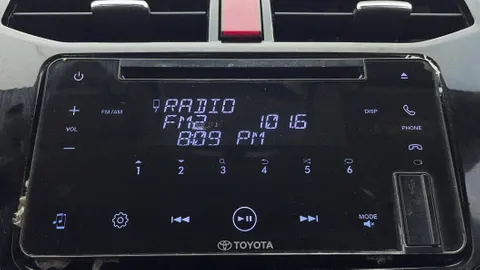 RADIO
FM/AM FM2 101.6 DISP
VOL 8:09 PM PHONE
1 2 3 4 5 6
MODE
TOYOTA